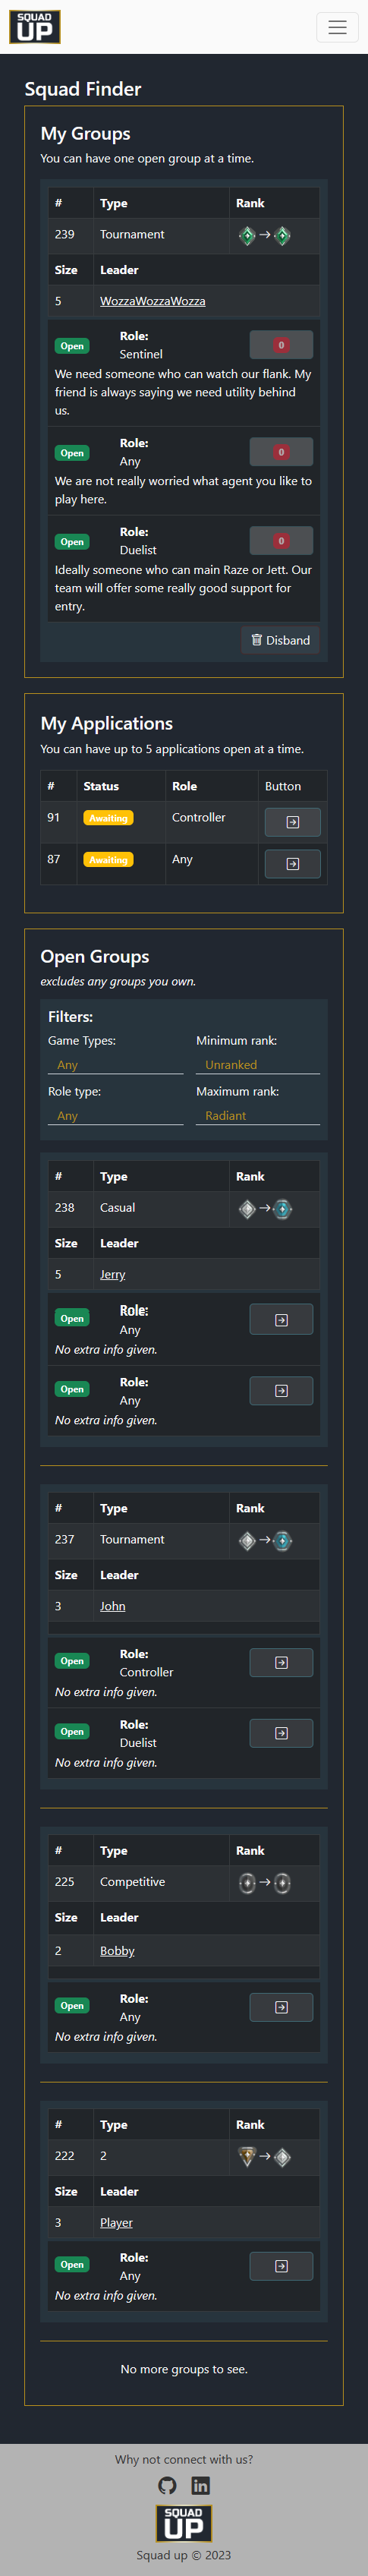 SQUAD
UP
Squad Finder
My Groups
You can have one open group at a time.
# Type Rank
239 Tournament
Size Leader
5 WozzaWozzaWozza
Open Role: 0
Sentinel
We need someone who can watch our flank. My
friend is always saying we need utility behind
us.
Open Role: 0
Any
We are not really worried what agent you like to
play here.
Open Role: 0
Duelist
Ideally someone who can main Raze or Jett. Our
team will offer some really good support for
entry.
Disband
My Applications
You can have up to 5 applications open at a time.
# Status Role Button
91 Awaiting Controller
87 Awaiting Any
Open Groups
excludes any groups you own.
Filters:
Game Types: Minimum rank:
Any Unranked
Role type: Maximum rank:
Any Radiant
# Type Rank
238 Casual
Size Leader
5 Jerry
Open Role:
Any
No extra info given.
Open Role:
Any
No extra info given.
# Type Rank
237 Tournament
Size Leader
3 John
Open Role:
Controller
No extra info given.
Open Role:
Duelist
No extra info given.
# Type Rank
225 Competitive
Size Leader
2 Bobby
Open Role:
Any
No extra info given.
# Type Rank
222 2
Size Leader
3 Player
Open Role:
Any
No extra info given.
No more groups to see.
Why not connect with us?
SQUAD
UP
Squad up © 2023